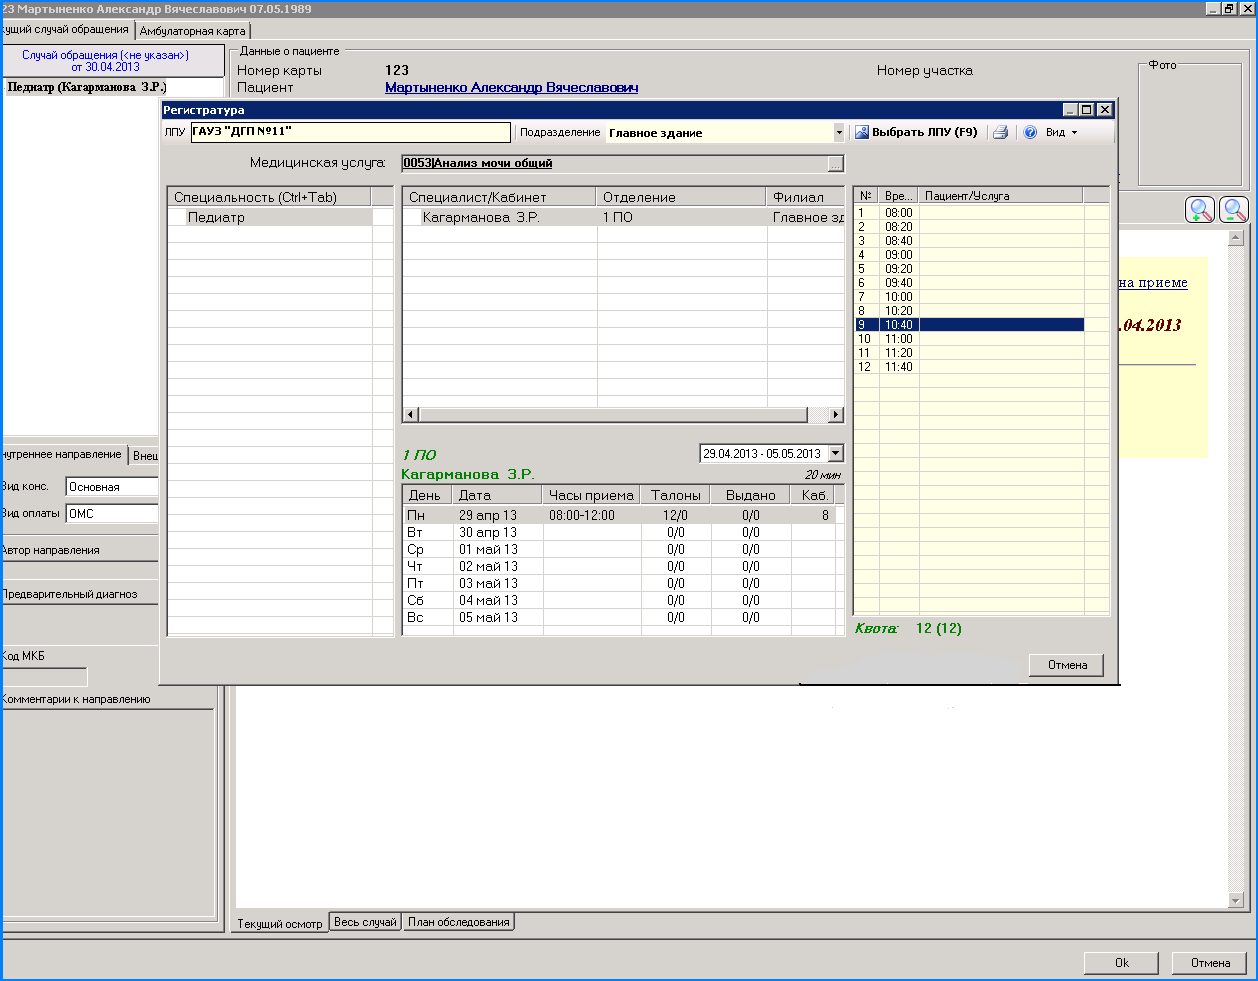 23 Мартыненко Александр Вячеславович 07.05.1989
кущий случай обращения
Амбулаторная карта
Случай обращения (<не указан>)
от 30.04.2013
Педиатр (Кагарманова З.Р.)
Данные о пациенте
Номер карты 123
Номер участка
Фото
Пациент Мартыненко Александр Вячеславович
Регистратура
ЛПУ ГАУЗ "ДГП №11"
Подразделение Главное здание
Выбрать ЛПУ (F9)
Вид
Медицинская услуга: 0053|Анализ мочи общий ...
Специальность (Ctrl+Tab)
Педиатр
Специалист/Кабинет Отделение Филиал
Кагарманова З.Р. 1 ПО Главное зд
№ Вре... Пациент/Услуга
1 08:00
2 08:20
3 08:40
4 09:00
5 09:20
6 09:40
7 10:00
8 10:20
9 10:40
10 11:00
11 11:20
12 11:40
на приеме
.04.2013
1 ПО
29.04.2013 - 05.05.2013
Кагарманова З.Р.
20 мин
День Дата Часы приема Талоны Выдано Каб.
Пн 29 апр 13 08:00-12:00 12/0 0/0 8
Вт 30 апр 13 0/0 0/0
Ср 01 май 13 0/0 0/0
Чт 02 май 13 0/0 0/0
Пт 03 май 13 0/0 0/0
Сб 04 май 13 0/0 0/0
Вс 05 май 13 0/0 0/0
Квота: 12 (12)
Отмена
нутреннее направление
Внеш
Вид конс. Основная
Вид оплаты ОМС
Автор направления
Предварительный диагноз
Код МКБ
Комментарии к направлению
Текущий осмотр
Весь случай
План обследования
Ok
Отмена